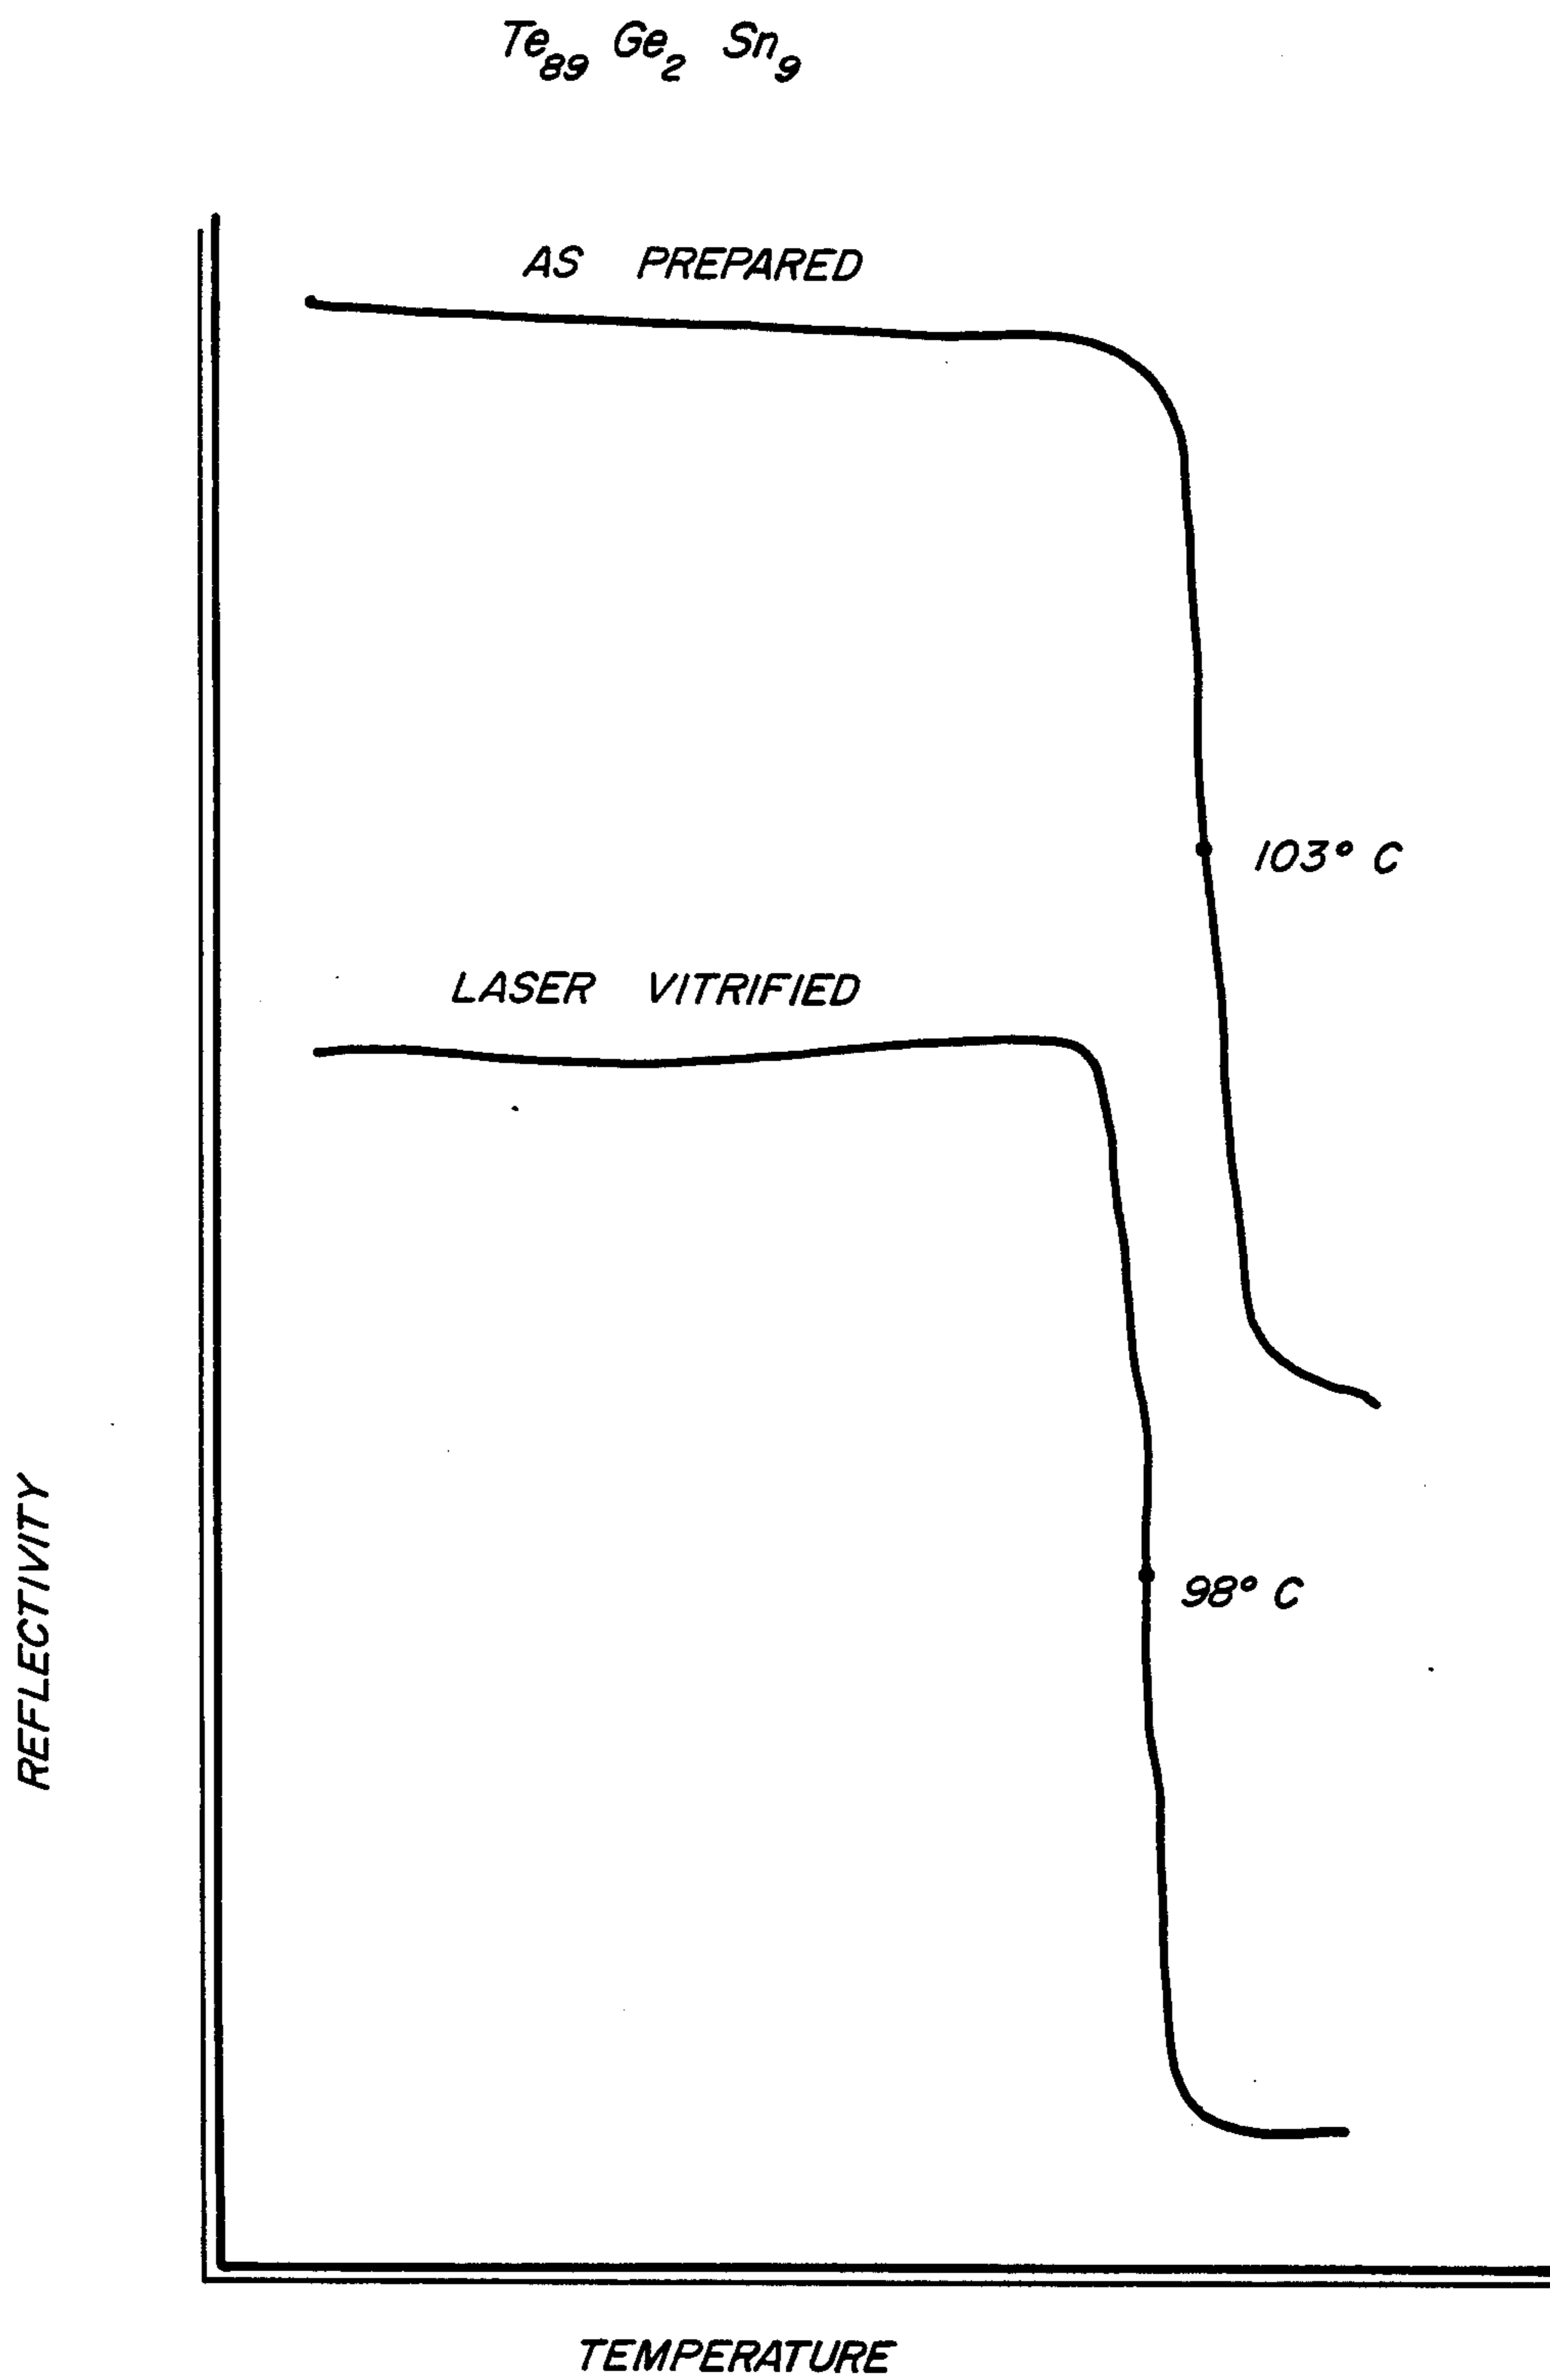 Te89 Ge2 Sn9
AS PREPARED
103° C
LASER VITRIFIED
98° C
REFLECTIVITY
TEMPERATURE